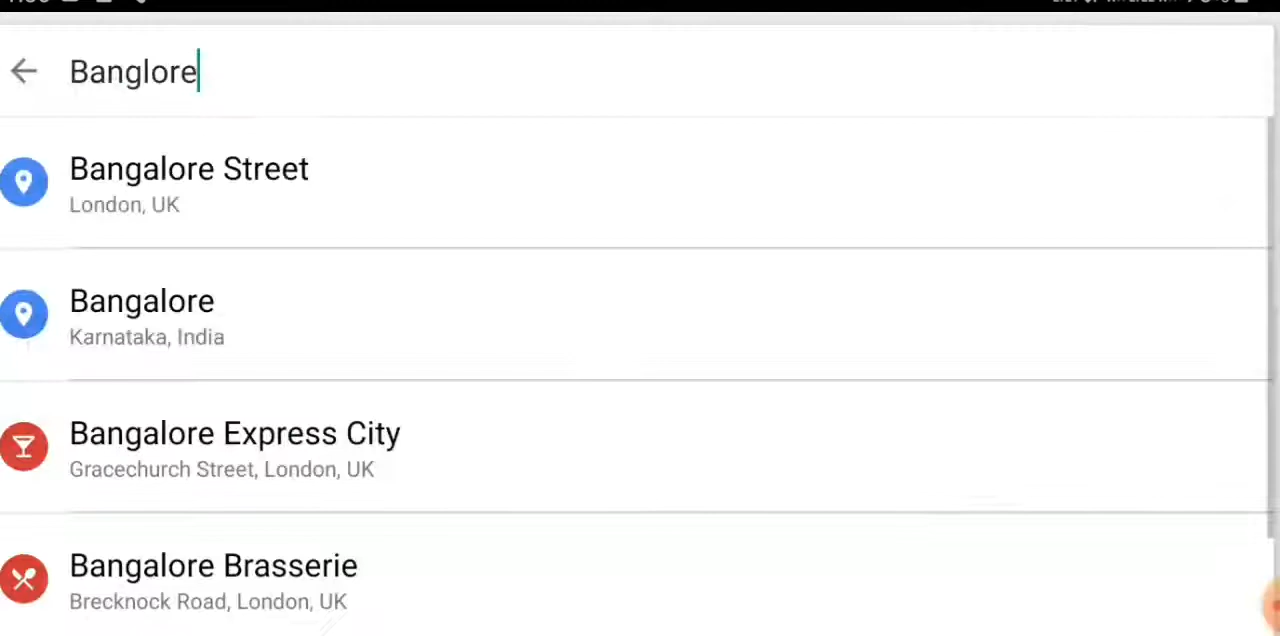 Banglore
Bangalore Street
London, UK
Bangalore
Karnataka, India
Bangalore Express City
Gracechurch Street, London, UK
Bangalore Brasserie
Brecknock Road, London, UK